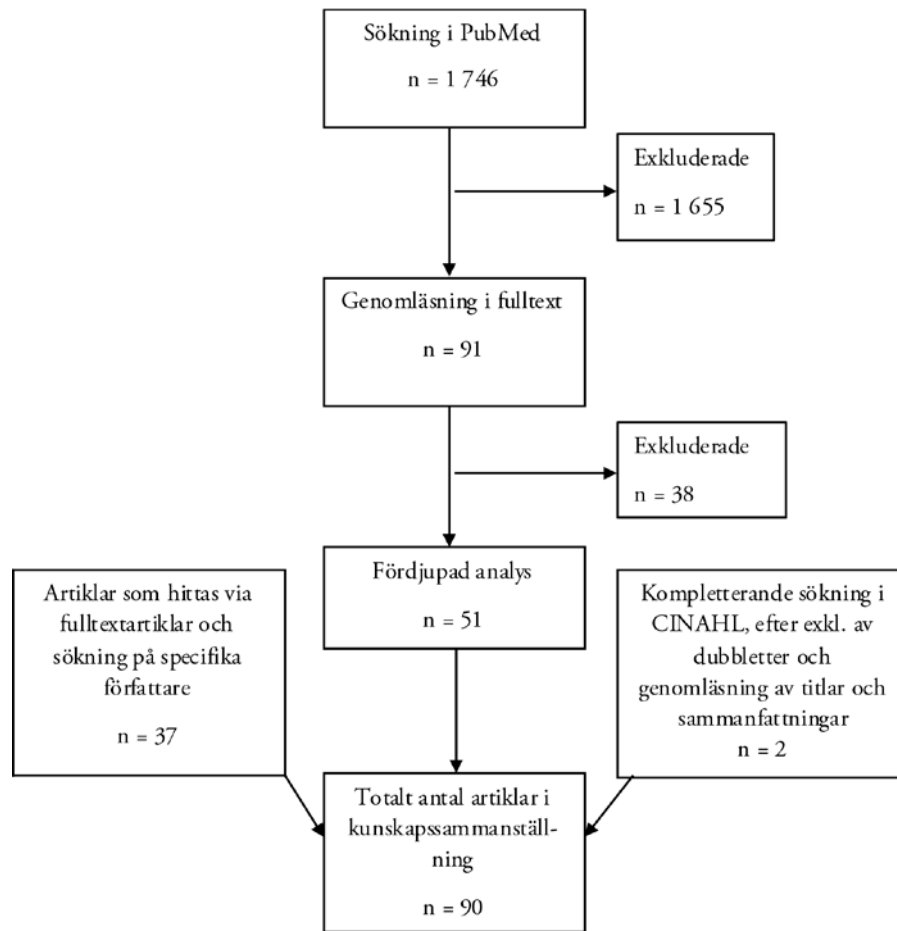 Sökning i PubMed
n = 1 746
Exkluderade
n = 1 655
Genomläsning i fulltext
n = 91
Exkluderade
n = 38
Fördjupad analys
n = 51
Artiklar som hittas via
fulltextartiklar och
sökning på specifika
författare
n = 37
Kompletterande sökning i
CINAHL, efter exkl. av
dubbletter och
genomläsning av titlar och
sammanfattningar
n = 2
Totalt antal artiklar i
kunskapssammanställ-
ning
n = 90